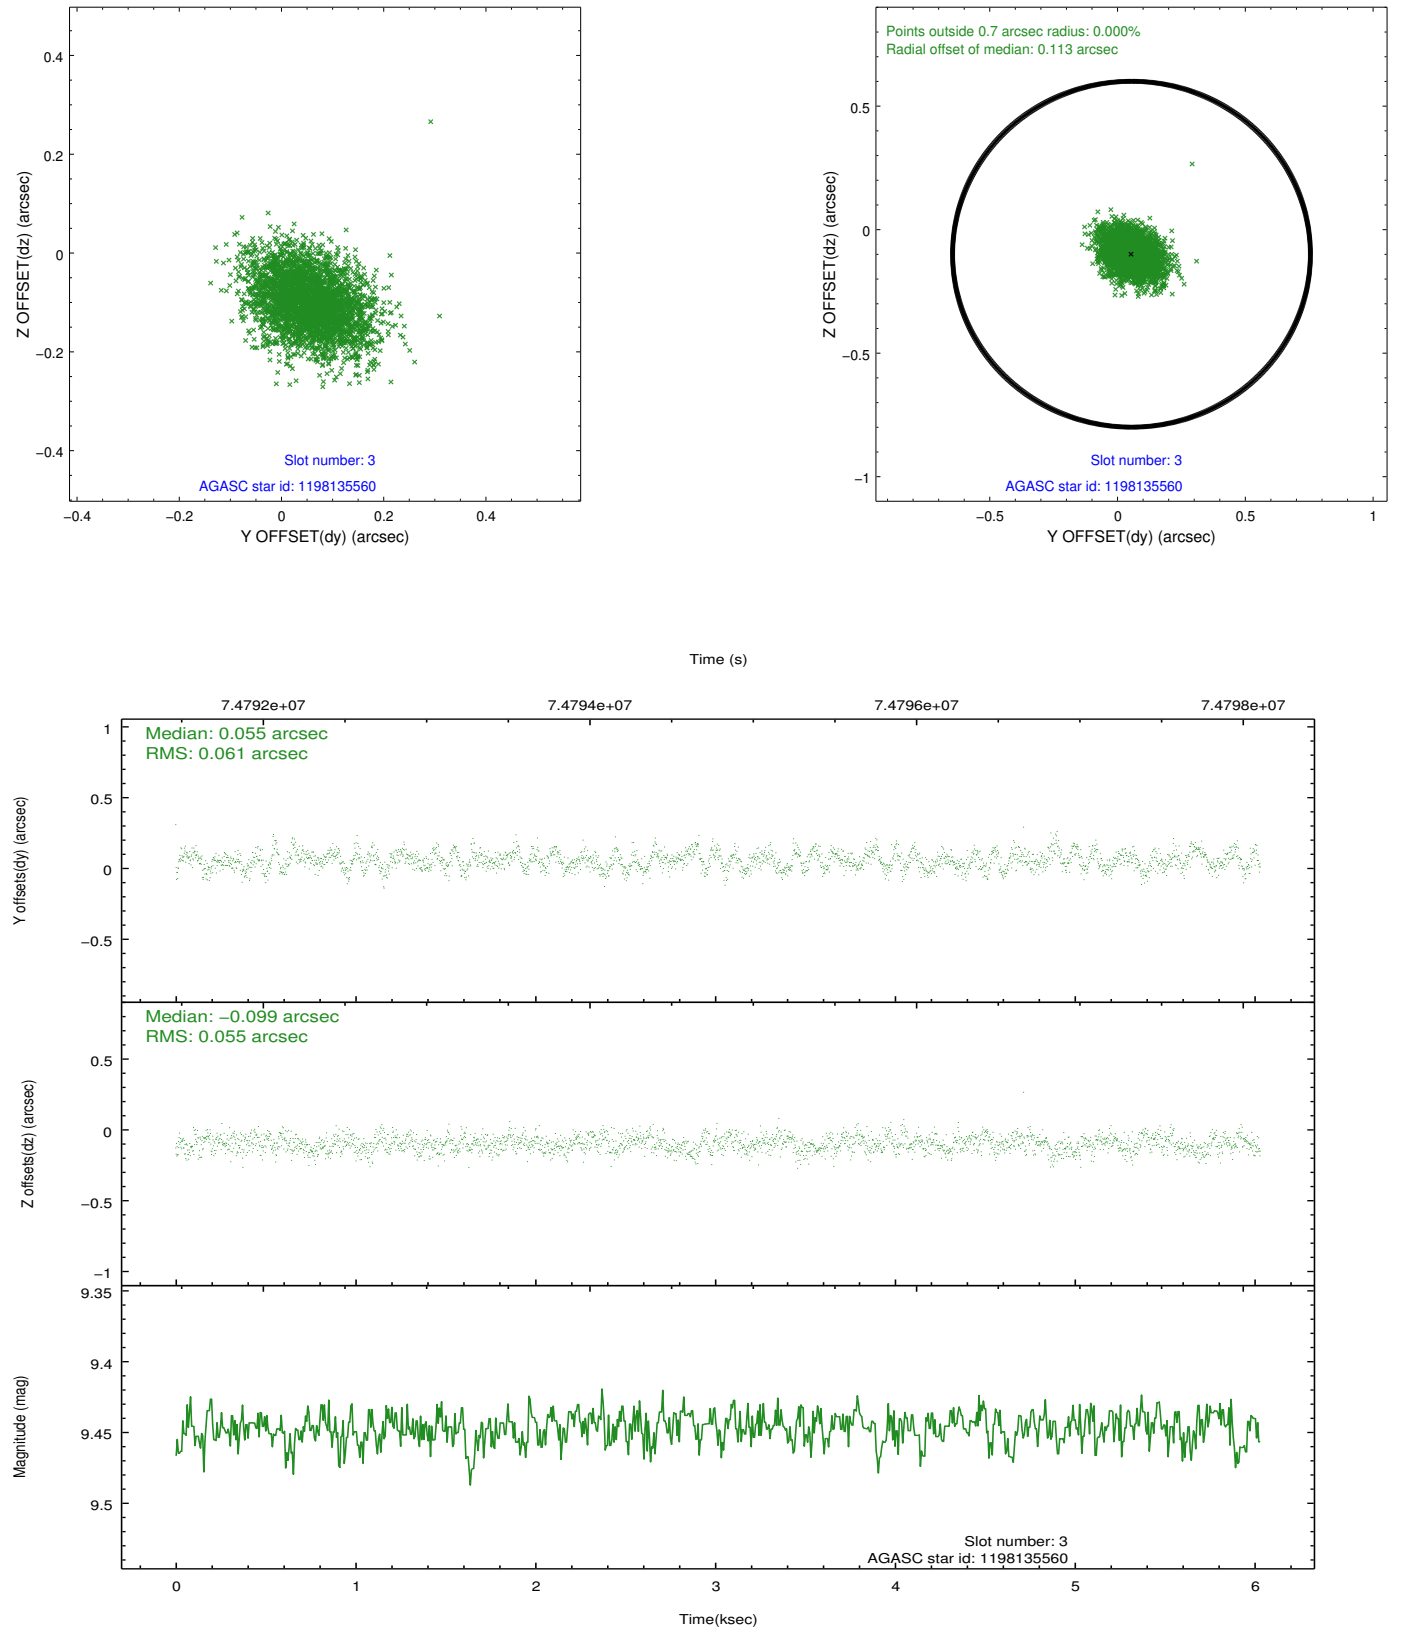 0.4
0.2
0
−0.2
−0.4
Z OFFSET(dz) (arcsec)
Slot number: 3
AGASC star id: 1198135560
−0.4 −0.2 0 0.2 0.4
Y OFFSET(dy) (arcsec)
Points outside 0.7 arcsec radius: 0.000%
Radial offset of median: 0.113 arcsec
0.5
0
−0.5
−1
Z OFFSET(dz) (arcsec)
Slot number: 3
AGASC star id: 1198135560
−0.5 0 0.5 1
Y OFFSET(dy) (arcsec)
Time (s)
7.4792e+07 7.4794e+07 7.4796e+07 7.4798e+07
Median: 0.055 arcsec
RMS: 0.061 arcsec
1
0.5
0
−0.5
Y offsets(dy) (arcsec)
Median: −0.099 arcsec
RMS: 0.055 arcsec
0.5
0
−0.5
−1
Z offsets(dz) (arcsec)
9.35
9.4
9.45
9.5
Magnitude (mag)
Slot number: 3
AGASC star id: 1198135560
0 1 2 3 4 5 6
Time(ksec)